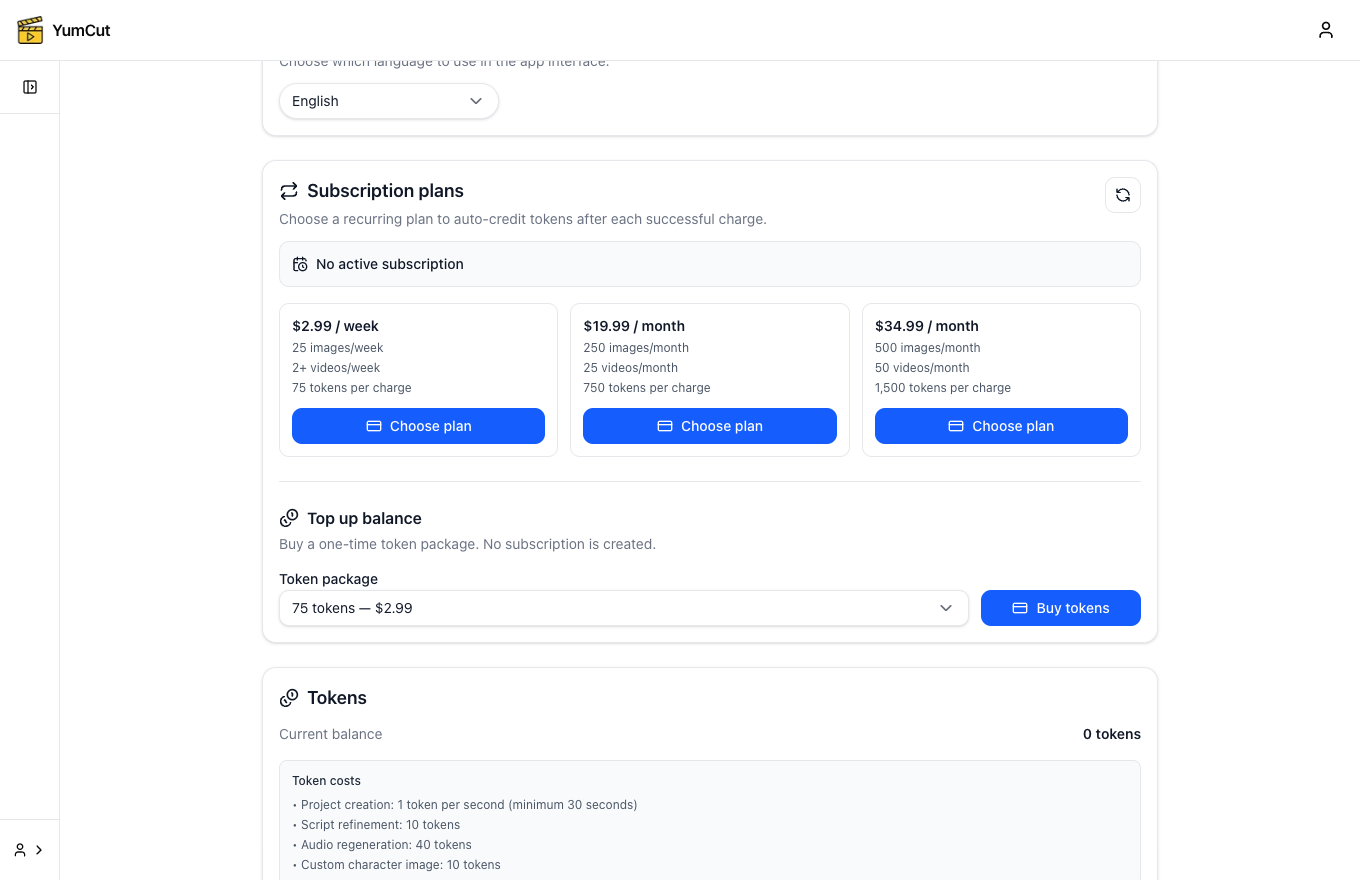 YumCut
Choose which language to use in the app interface.
English
Subscription plans
Choose a recurring plan to auto-credit tokens after each successful charge.
No active subscription
$2.99 / week
25 images/week
2+ videos/week
75 tokens per charge
Choose plan
$19.99 / month
250 images/month
25 videos/month
750 tokens per charge
Choose plan
$34.99 / month
500 images/month
50 videos/month
1,500 tokens per charge
Choose plan
Top up balance
Buy a one-time token package. No subscription is created.
Token package
75 tokens — $2.99
Buy tokens
Tokens
Current balance
0 tokens
Token costs
• Project creation: 1 token per second (minimum 30 seconds)
• Script refinement: 10 tokens
• Audio regeneration: 40 tokens
• Custom character image: 10 tokens